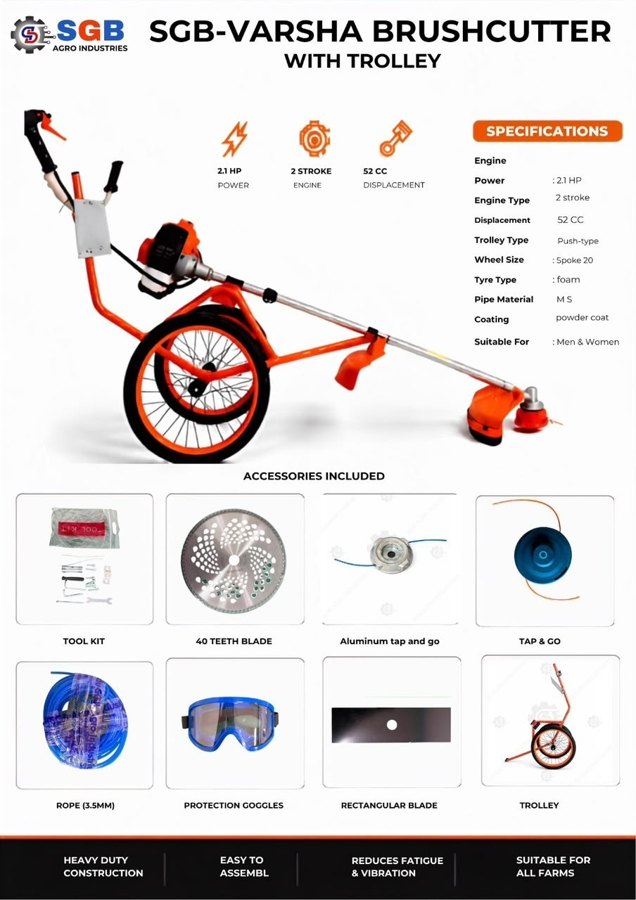 SGB
AGRO INDUSTRIES
SGB-VARSHA BRUSHCUTTER
WITH TROLLEY
2.1 HP
POWER
2 STROKE
ENGINE
52 CC
DISPLACEMENT
SPECIFICATIONS
Engine
Power : 2.1 HP
Engine Type 2 stroke
Displacement 52 CC
Trolley Type Push-type
Wheel Size : Spoke 20
Tyre Type : foam
Pipe Material M S
Coating powder coat
Suitable For : Men & Women
ACCESSORIES INCLUDED
TOOL KIT
40 TEETH BLADE
Aluminum tap and go
TAP & GO
ROPE (3.5MM)
PROTECTION GOGGLES
RECTANGULAR BLADE
TROLLEY
HEAVY DUTY
CONSTRUCTION
EASY TO
ASSEMBL
REDUCES FATIGUE
& VIBRATION
SUITABLE FOR
ALL FARMS